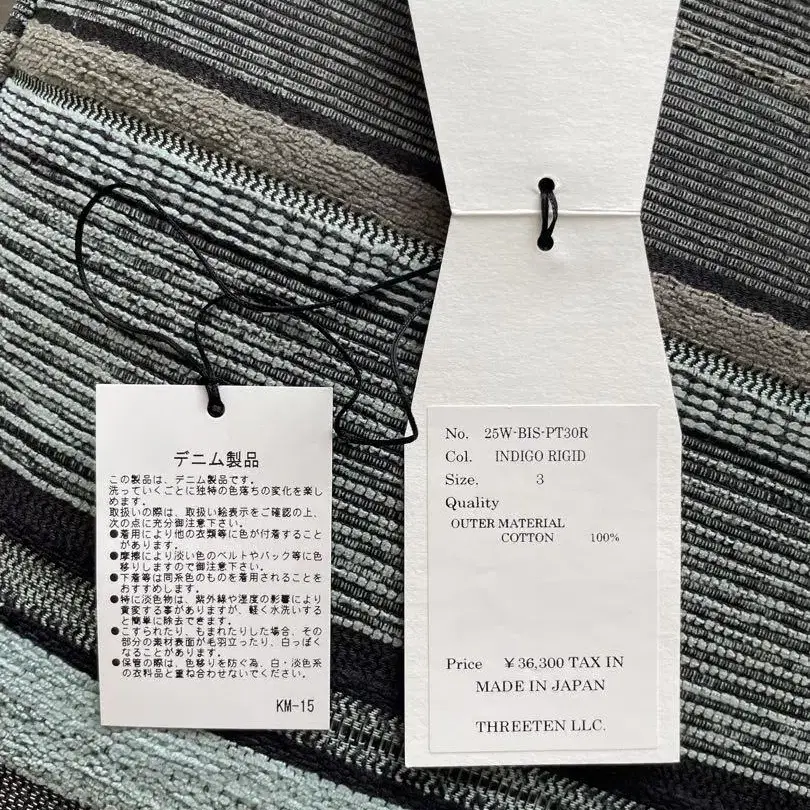 デニム製品
この製品は、デニム製品です。
洗っていくごとに独特の色落ちの変化を楽し
めます。
取扱いの際は、取扱い絵表示をご確認の上、
次の点に充分御注意下さい。
●着用により他の衣類等に色が付着すること
があります。
●摩擦により淡い色のベルトやバック等に色
移りしますので御注意下さい。
●下着等は同系色のものを着用されることを
おすすめします。
●特に淡色物は、紫外線や湿度の影響により
黄変する事がありますが、軽く水洗いする
と簡単に除去できます。
●こすられたり、もまれたりした場合、その
部分の素材表面が毛羽立ったり、白っぽく
なることがあります。
●保管の際は、色移りを防ぐ為、白・淡色系
の衣料品と重ね合わせないでください。
KM-15
No. 25W-BIS-PT30R
Col. INDIGO RIGID
Size. 3
Quality
OUTER MATERIAL
COTTON 100%
Price ¥36,300 TAX IN
MADE IN JAPAN
THREETEN LLC.